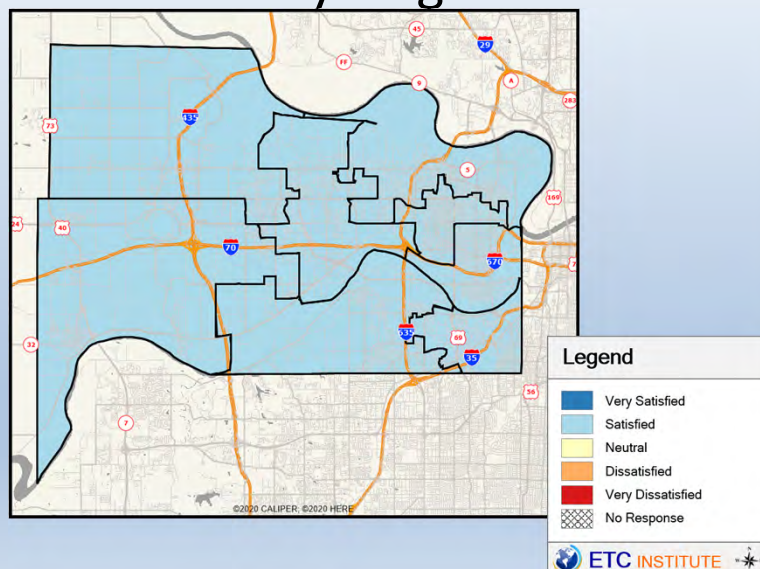 45
29
FF
9
A
283
435
73
5
169
24
40
70
670
635
69
32
35
56
7
©2020 CALIPER; ©2020 HERE
Legend
Very Satisfied
Satisfied
Neutral
Dissatisfied
Very Dissatisfied
No Response
ETC INSTITUTE
N
W
E
S